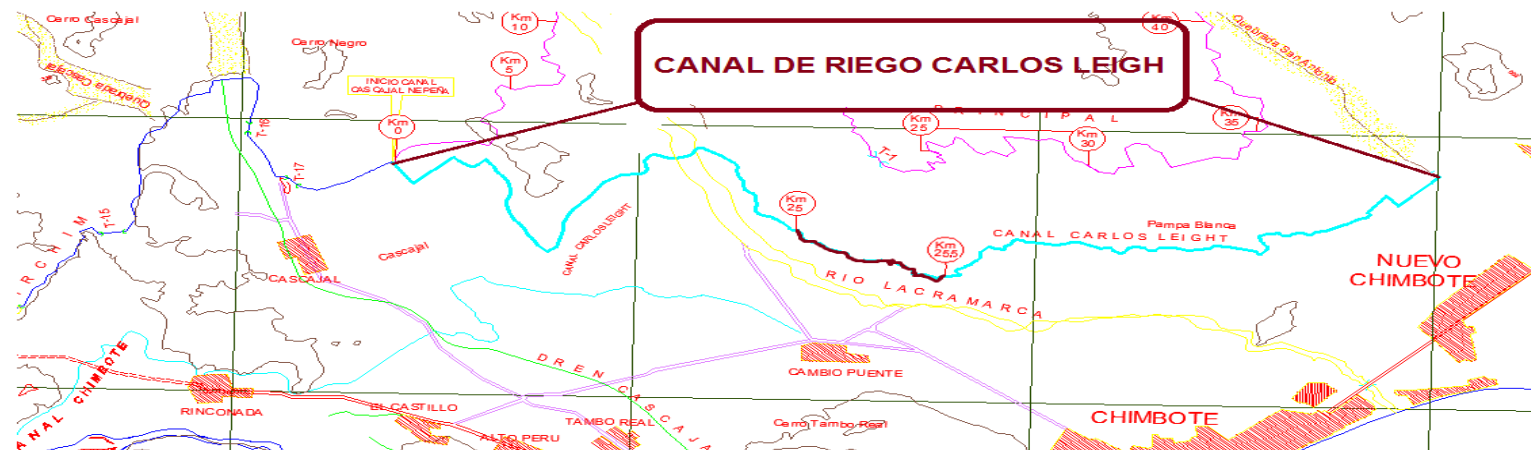 Cerro Cascajal
Km
10
Km
40
Quebrada San Antonio
Cerro Negro
Km
5
CANAL DE RIEGO CARLOS LEIGH
INICIO CANAL
CASCAJAL NEPEÑA
Quebrada Cascajal
Km
0
T-16
P R I N C I P A L
Km
25
Km
35
Km
30
T-1
T-17
T-15
Km
25
CANAL CARLOS LEIGHT
Pampa Blanca
CANAL CARLOS LEIGHT
Km
25.5
Cascajal
CASCAJAL
RIO LACRAMARCA
NUEVO
CHIMBOTE
DREN CASCAJA
CAMBIO PUENTE
RINCONADA
EL CASTILLO
TAMBO REAL
ALTO PERU
Cerro Tambo Real
CHIMBOTE
ANAL CHIMBOTE